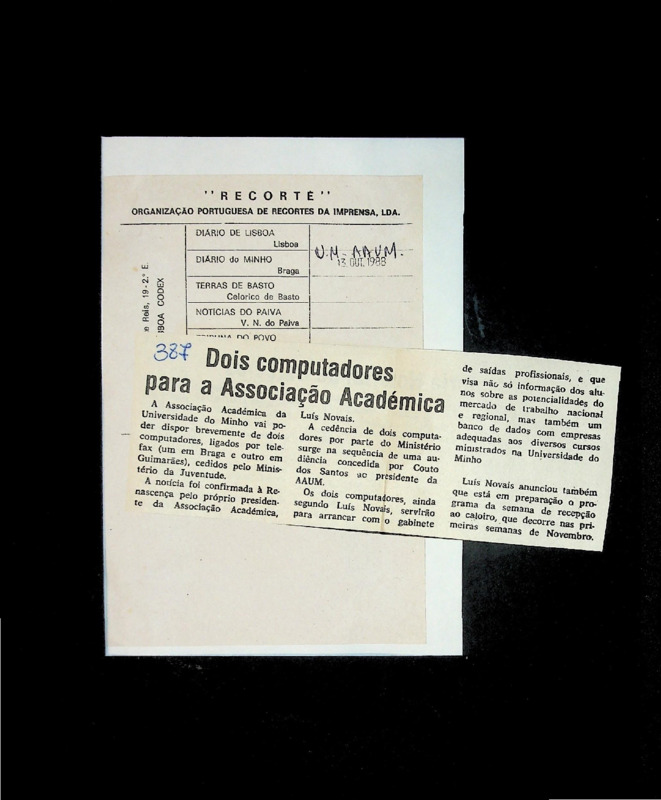 "RECORTE"
ORGANIZAÇÃO PORTUGUESA DE RECORTES DA IMPRENSA, LDA.
e Reis, 19-2.º E.
BOA CODEX
DIÁRIO DE LISBOA
Lisboa
DIÁRIO do MINHO
Braga
TERRAS DE BASTO
Celorico de Basto
NOTICIAS DO PAIVA
V. N. do Paiva
DO POVO
U.M. - AAUM.
13. OUT. 1988
387
Dois computadores
para a Associação Académica
A Associação Académica da
Universidade do Minho vai po-
der dispor brevemente de dois
computadores, ligados por tele-
fax (um em Braga e outro em
Guimarães), cedidos pelo Minis-
tério da Juventude.
A notícia foi confirmada à Re-
nascença pelo próprio presiden-
te da Associação Académica,
Luís Novais.
A cedência de dois computa-
dores por parte do Ministério
surge na sequência de uma au-
diência concedida por Couto
dos Santos ao presidente da
AAUM.
Os dois computadores, ainda
segundo Luís Novais, servirão
para arrancar com o gabinete
de saídas profissionais, e que
visa não só informação dos alu-
nos sobre as potencialidades do
mercado de trabalho nacional
e regional, mas também um
banco de dados com empresas
adequadas aos diversos cursos
ministrados na Universidade do
Minho
Luís Novais anunciou também
que está em preparação o pro-
grama da semana de recepção
ao caloiro, que decorre nas pri-
meiras semanas de Novembro.